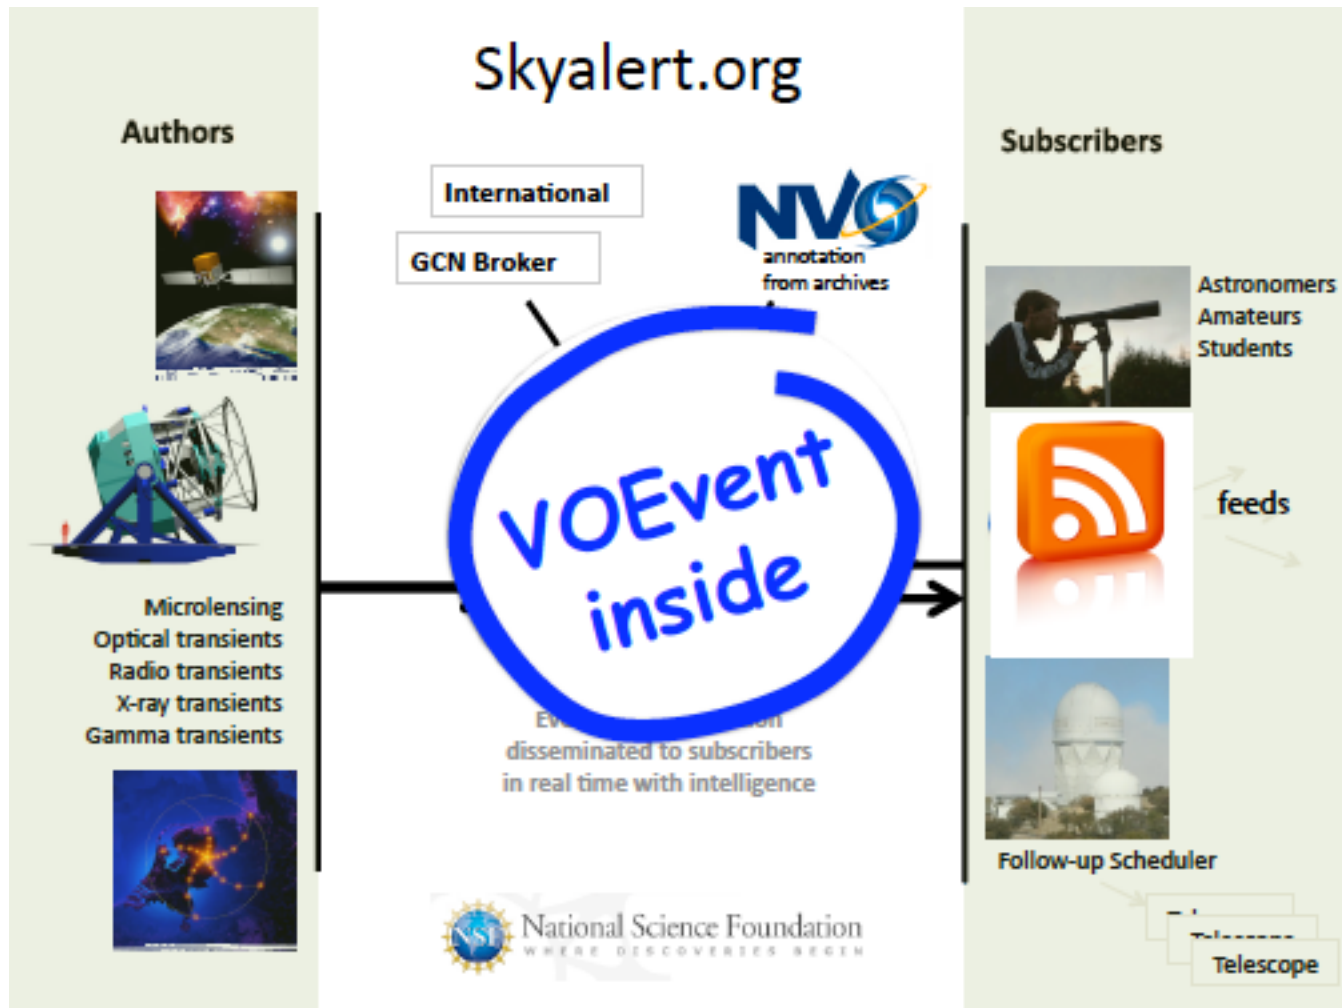 Skyalert.org
Authors
Subscribers
International
GCN Broker
NVO
annotation
from archives
Astronomers
Amateurs
Students
VOEvent
inside
feeds
Microlensing
Optical transients
Radio transients
X-ray transients
Gamma transients
disseminated to subscribers
in real time with intelligence
Follow-up Scheduler
Telescope
Telescope
NSF
National Science Foundation
WHERE DISCOVERIES BEGIN